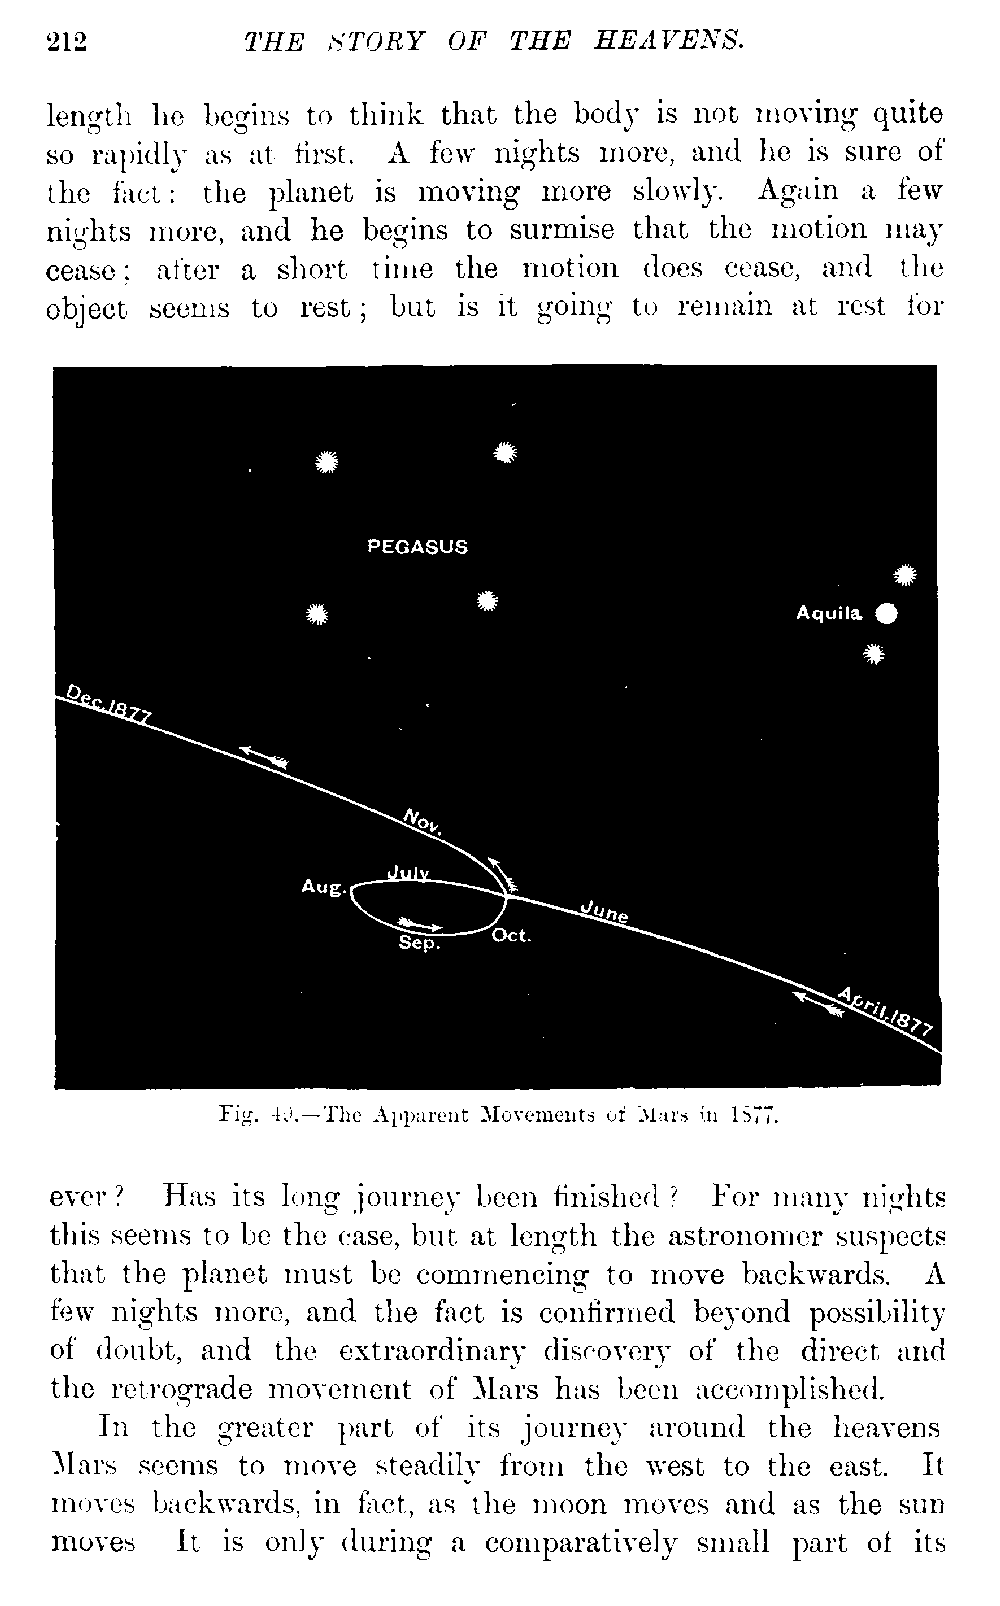 212 THE STORY OF THE HEAVENS.
length he begins to think that the body is not moving quite
so rapidly as at first. A few nights more, and he is sure of
the fact: the planet is moving more slowly. Again a few
nights more, and he begins to surmise that the motion may
cease; after a short time the motion does cease, and the
object seems to rest; but is it going to remain at rest for
PEGASUS
Aquila
Dec. 1877
Nov.
July
Aug.
June
Sep.
Oct.
April, 1877
Fig. 49.—The Apparent Movements of Mars in 1877.
ever? Has its long journey been finished? For many nights
this seems to be the case, but at length the astronomer suspects
that the planet must be commencing to move backwards. A
few nights more, and the fact is confirmed beyond possibility
of doubt, and the extraordinary discovery of the direct and
the retrograde movement of Mars has been accomplished.
In the greater part of its journey around the heavens
Mars seems to move steadily from the west to the east. It
moves backwards, in fact, as the moon moves and as the sun
moves It is only during a comparatively small part of its